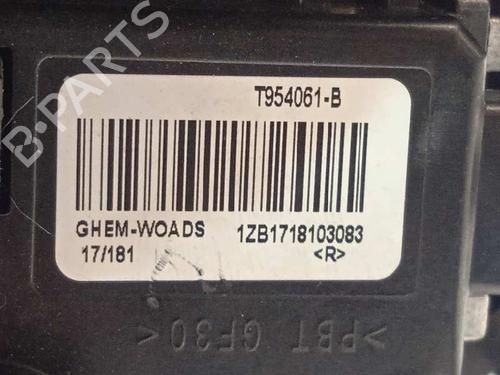 B-PARTS
T954061-B
GHEM-WOADS 1ZB1718103083
17/181 <R>
>PBT GF30<